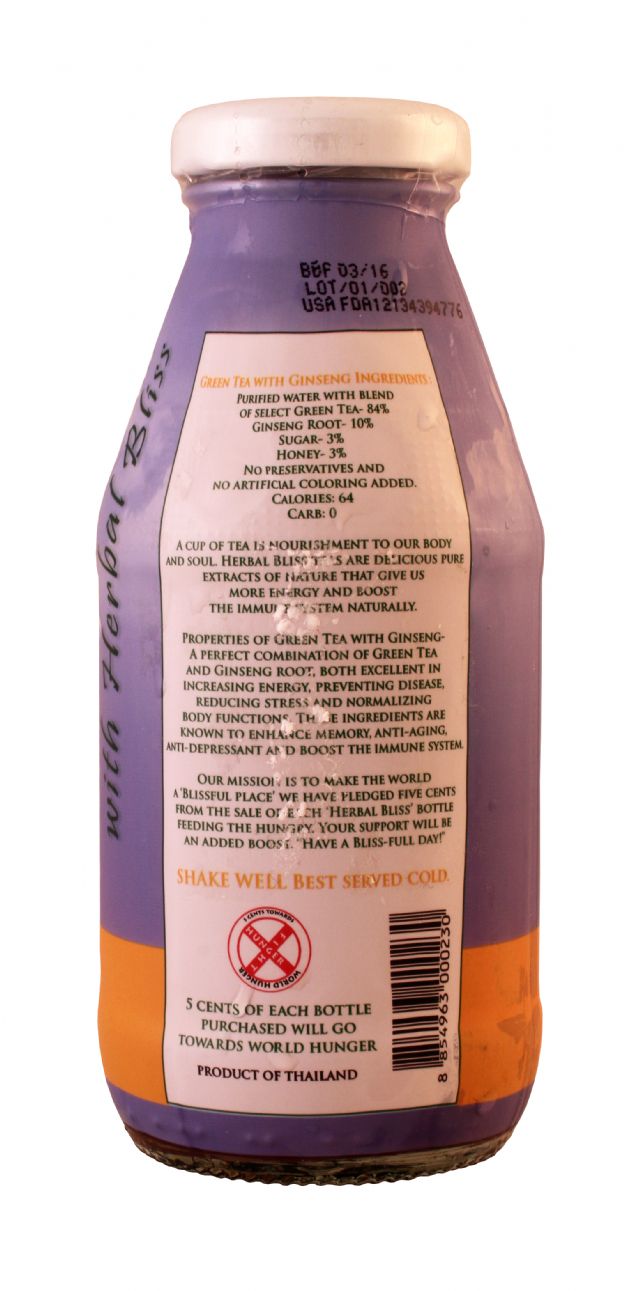 BBF 03/16
LOT/01/002
USA FDA12134394776
with Herbal Bliss
GREEN TEA WITH GINSENG INGREDIENTS:
PURIFIED WATER WITH BLEND
OF SELECT GREEN TEA- 84%
GINSENG ROOT- 10%
SUGAR- 3%
HONEY- 3%
NO PRESERVATIVES AND
NO ARTIFICIAL COLORING ADDED.
CALORIES: 64
CARB: 0
A CUP OF TEA IS NOURISHMENT TO OUR BODY
AND SOUL. HERBAL BLISS TEAS ARE DELICIOUS PURE
EXTRACTS OF NATURE THAT GIVE US
MORE ENERGY AND BOOST
THE IMMUNE SYSTEM NATURALLY.
PROPERTIES OF GREEN TEA WITH GINSENG-
A PERFECT COMBINATION OF GREEN TEA
AND GINSENG ROOT, BOTH EXCELLENT IN
INCREASING ENERGY, PREVENTING DISEASE,
REDUCING STRESS AND NORMALIZING
BODY FUNCTIONS. THESE INGREDIENTS ARE
KNOWN TO ENHANCE MEMORY, ANTI-AGING,
ANTI-DEPRESSANT AND BOOST THE IMMUNE SYSTEM.
OUR MISSION IS TO MAKE THE WORLD
A 'BLISSFUL PLACE' WE HAVE PLEDGED FIVE CENTS
FROM THE SALE OF EACH 'HERBAL BLISS' BOTTLE
FEEDING THE HUNGRY. YOUR SUPPORT WILL BE
AN ADDED BOOST. "HAVE A BLISS-FULL DAY!"
SHAKE WELL BEST SERVED COLD.
5 CENTS TOWARDS
WORLD HUNGER
HUNGER
5 CENTS OF EACH BOTTLE
PURCHASED WILL GO
TOWARDS WORLD HUNGER
PRODUCT OF THAILAND
8 854963 000230